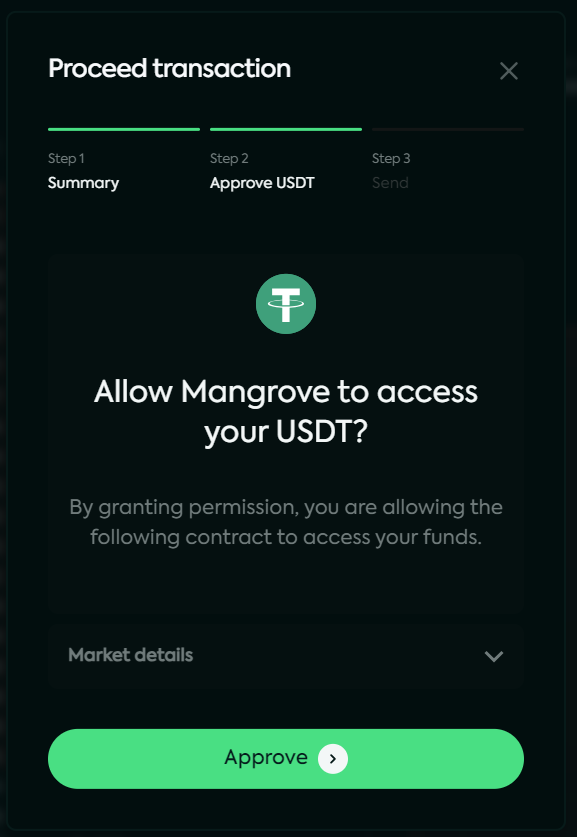 Proceed transaction
Step 1
Step 2
Step 3
Summary
Approve USDT
Send
Allow Mangrove to access
your USDT?
By granting permission, you are allowing the
following contract to access your funds.
Market details
Approve